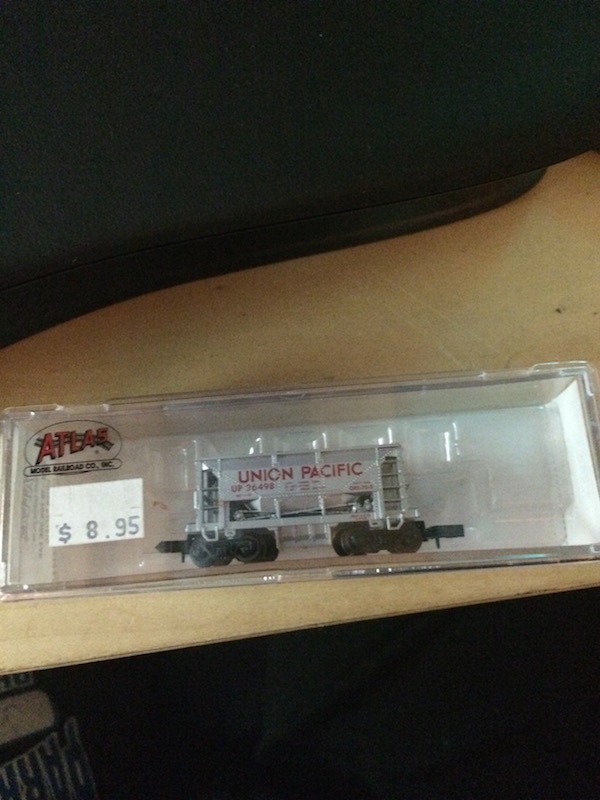 ATLAS
MODEL RAILROAD CO., INC.
$ 8.95
UNION PACIFIC
UP 76498